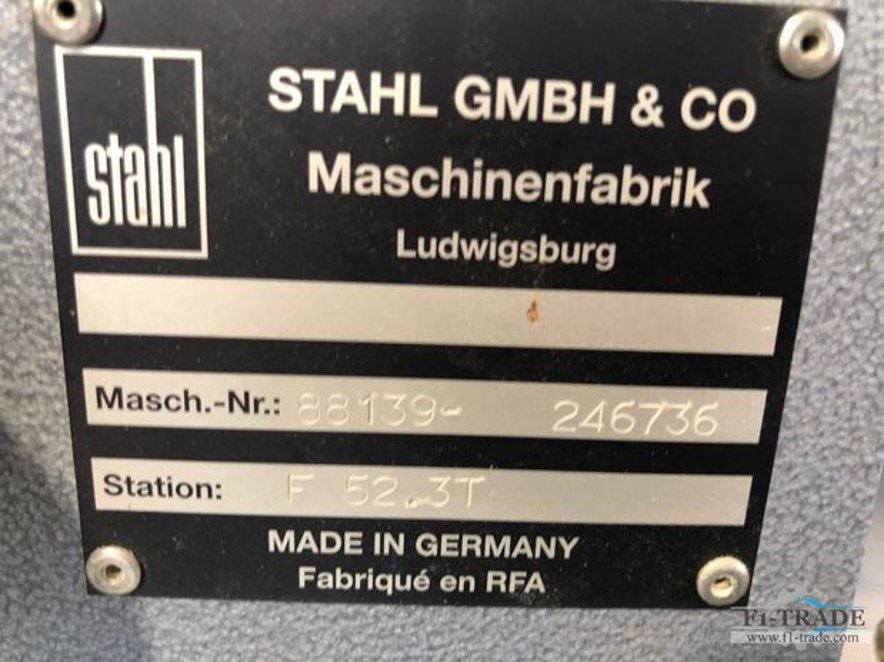 stahl
STAHL GMBH & CO
Maschinenfabrik
Ludwigsburg
Masch.-Nr.: 88139- 246736
Station: F 52.3T
MADE IN GERMANY
Fabriqué en RFA
F1-TRADE
www.f1-trade.com